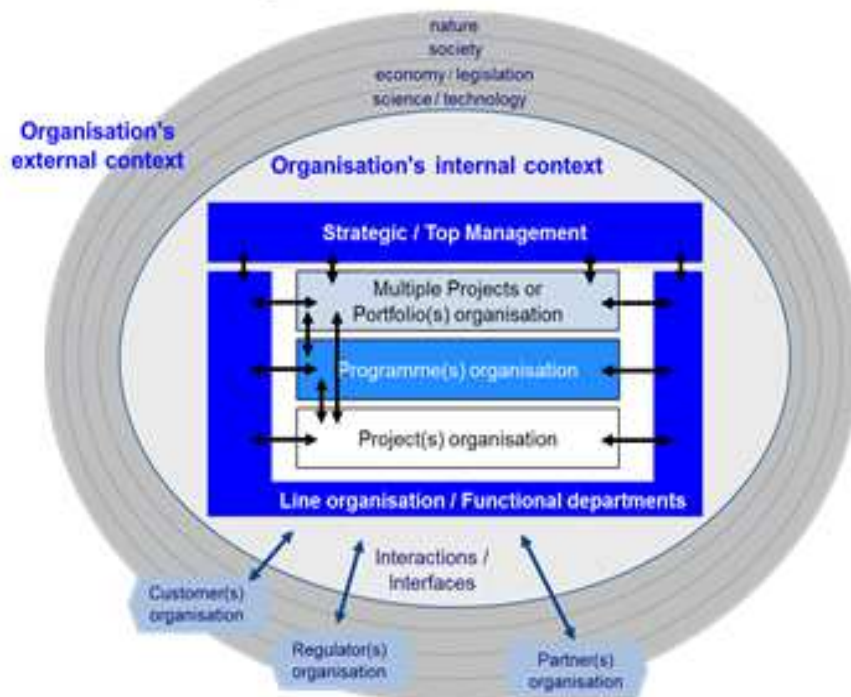 nature
society
economy / legislation
science / technology
Organisation's
external context
Organisation's internal context
Strategic / Top Management
Multiple Projects or
Portfolio(s) organisation
Programme(s) organisation
Project(s) organisation
Line organisation / Functional departments
Interactions /
Interfaces
Customer(s)
organisation
Regulator(s)
organisation
Partner(s)
organisation